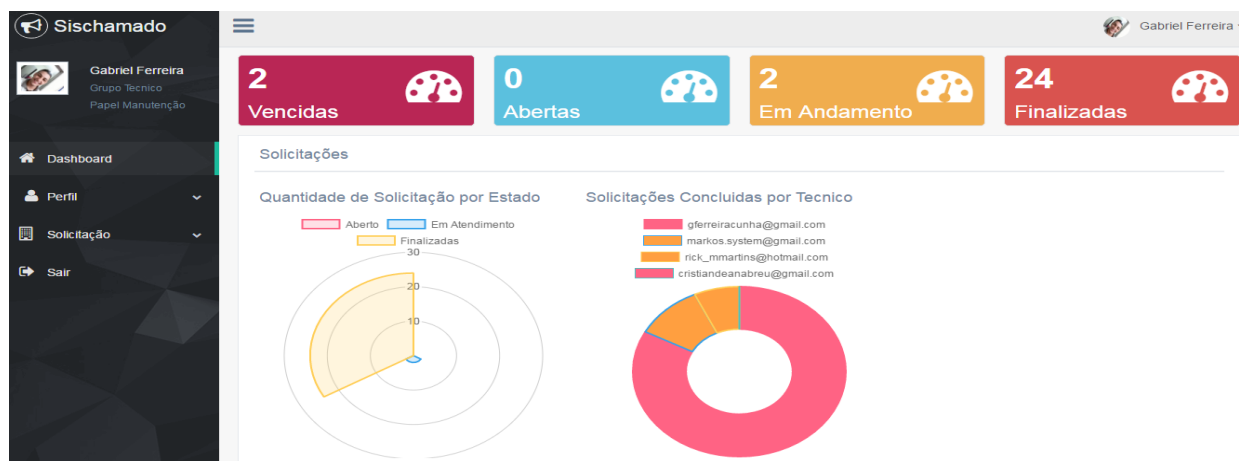 Sischamado
Gabriel Ferreira
Gabriel Ferreira
Grupo Tecnico
Papel Manutenção
Dashboard
Perfil
Solicitação
Sair
2
Vencidas
0
Abertas
2
Em Andamento
24
Finalizadas
Solicitações
Quantidade de Solicitação por Estado
Aberto Em Atendimento
Finalizadas
30
20
10
Solicitações Concluidas por Tecnico
gferreiracunha@gmail.com
markos.system@gmail.com
rick_mmartins@hotmail.com
cristiandeanabreu@gmail.com